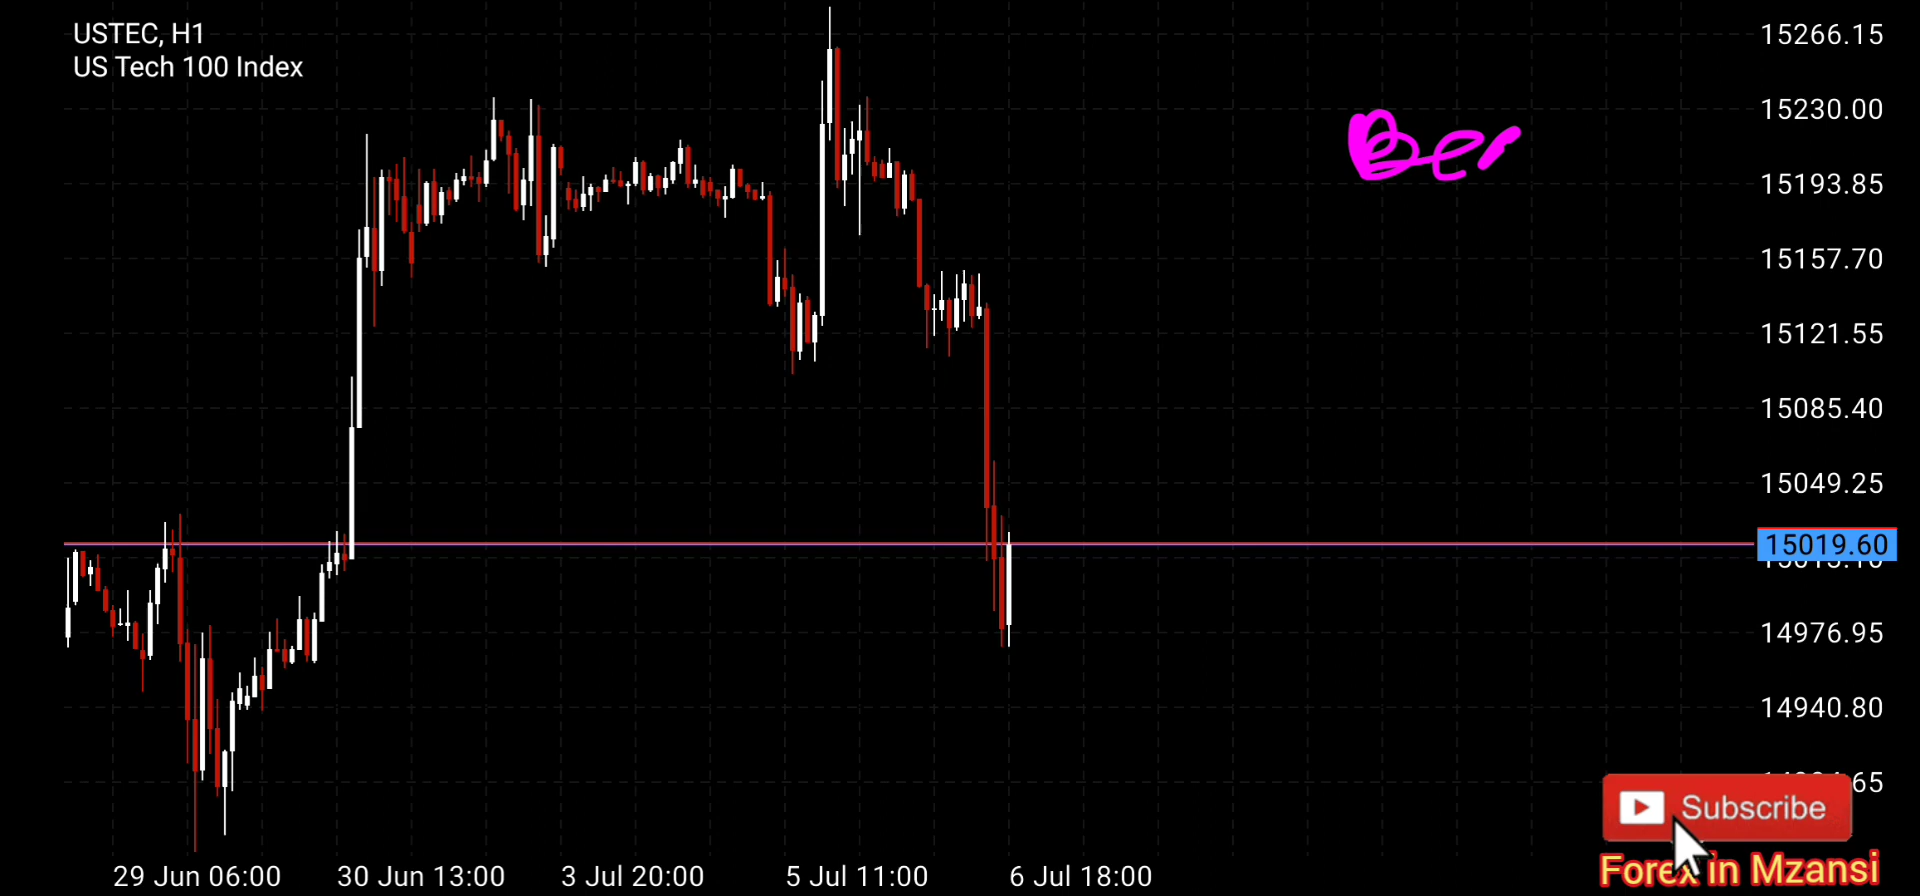 USTEC, H1
US Tech 100 Index
Ber
15266.15
15230.00
15193.85
15157.70
15121.55
15085.40
15049.25
15019.60
14976.95
14940.80
29 Jun 06:00
30 Jun 13:00
3 Jul 20:00
5 Jul 11:00
6 Jul 18:00
Subscribe
Forex in Mzansi